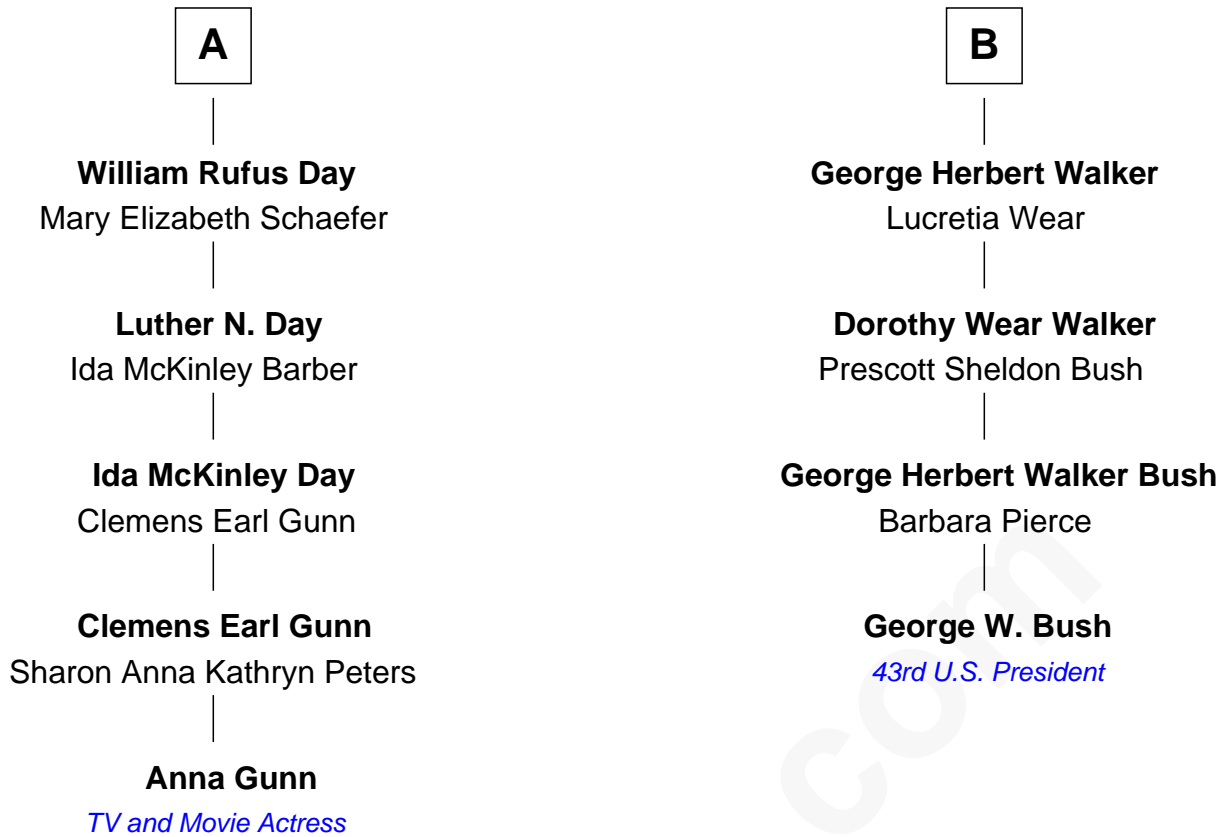 A
William Rufus Day
Mary Elizabeth Schaefer
Luther N. Day
Ida McKinley Barber
Ida McKinley Day
Clemens Earl Gunn
Clemens Earl Gunn
Sharon Anna Kathryn Peters
Anna Gunn
TV and Movie Actress
B
George Herbert Walker
Lucretia Wear
Dorothy Wear Walker
Prescott Sheldon Bush
George Herbert Walker Bush
Barbara Pierce
George W. Bush
43rd U.S. President
com